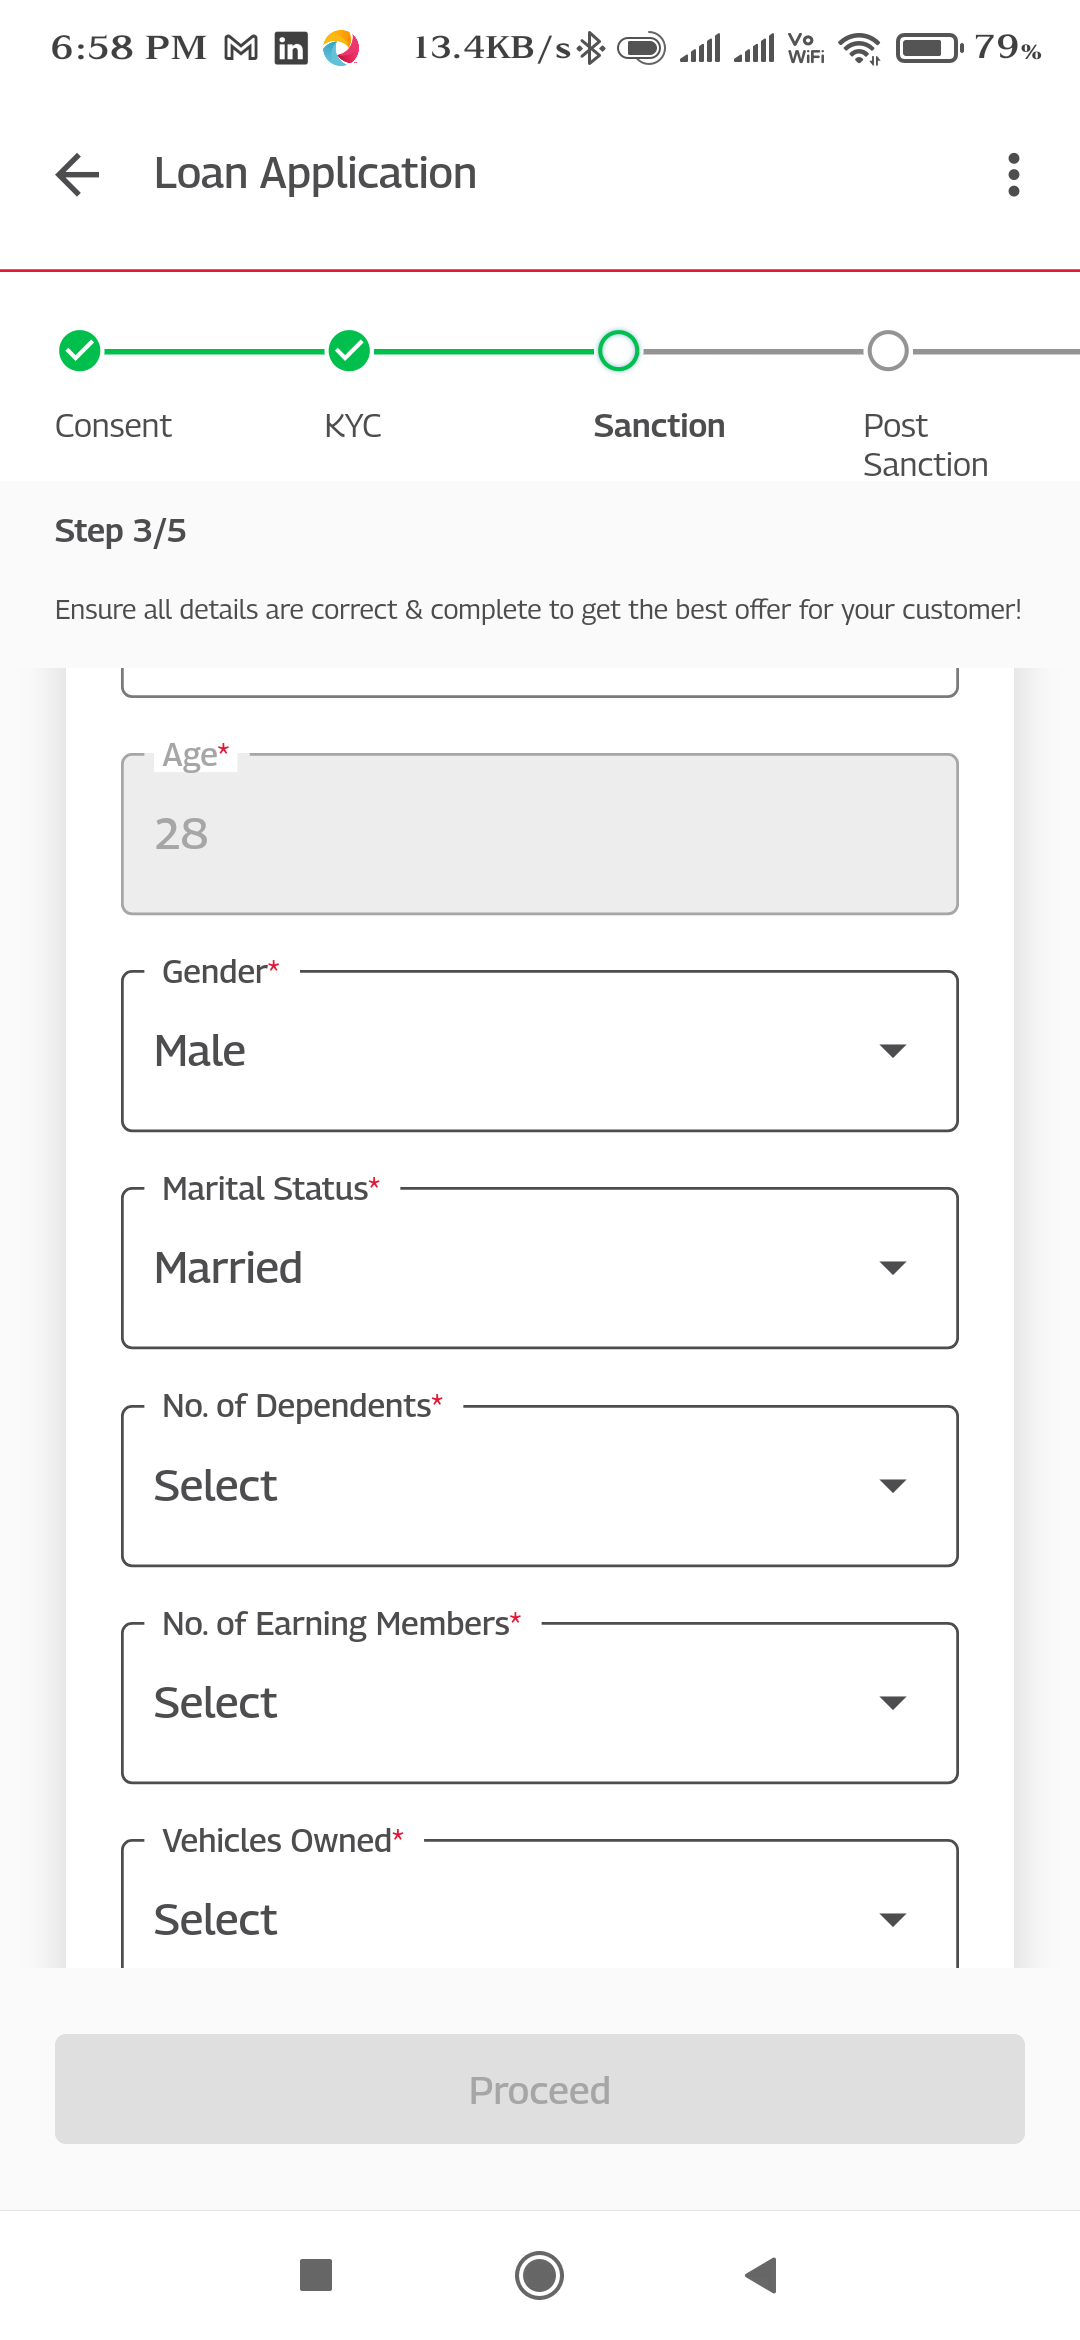 6:58 PM 13.4KB/s Vo WiFi 79%
Loan Application
Consent KYC Sanction Post Sanction
Step 3/5
Ensure all details are correct & complete to get the best offer for your customer!
Age*
28
Gender*
Male
Marital Status*
Married
No. of Dependents*
Select
No. of Earning Members*
Select
Vehicles Owned*
Select
Proceed